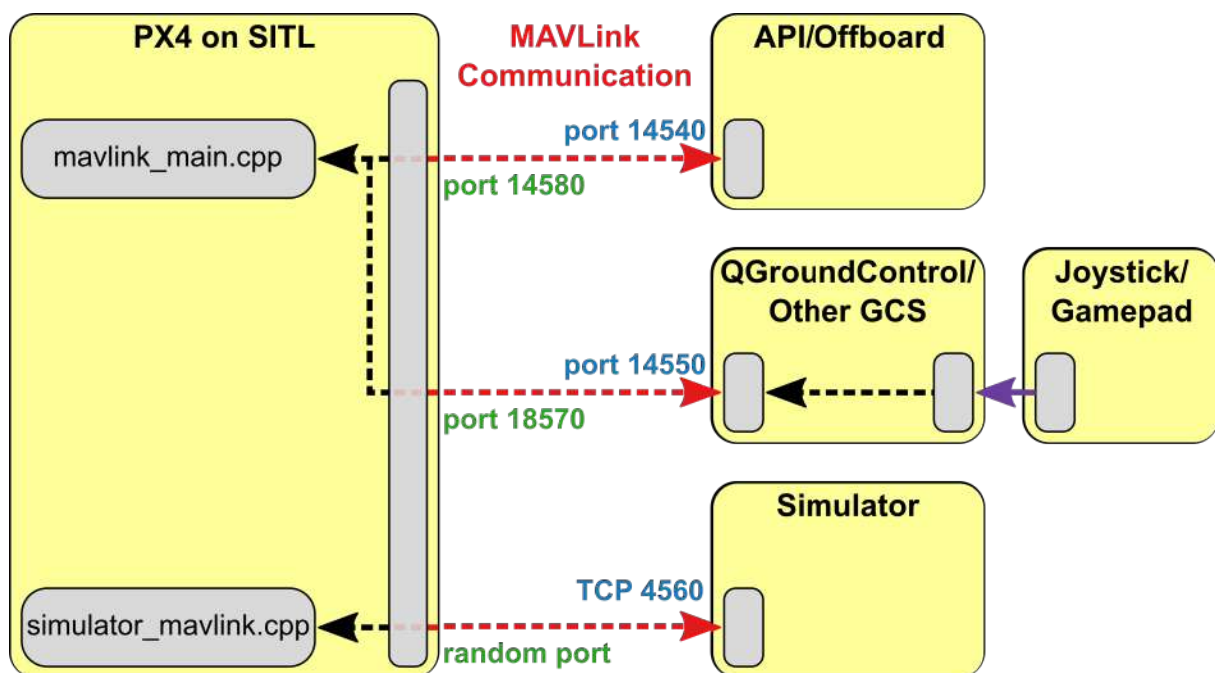 PX4 on SITL
mavlink_main.cpp
simulator_mavlink.cpp
MAVLink
Communication
port 14540
port 14580
port 14550
port 18570
TCP 4560
random port
API/Offboard
QGroundControl/
Other GCS
Joystick/
Gamepad
Simulator